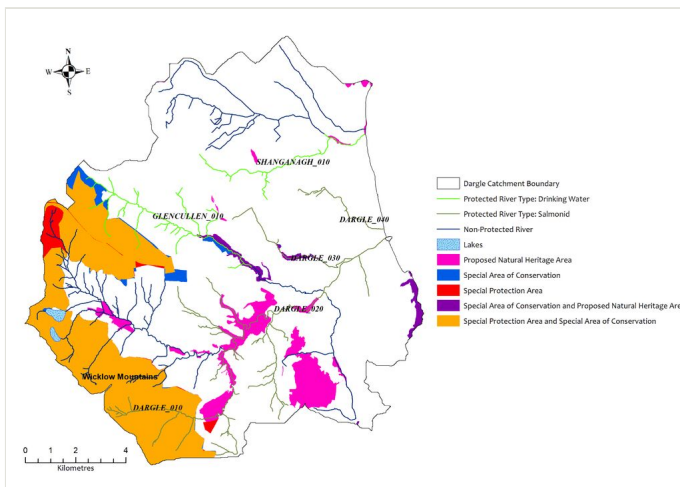 N
W E
S
SHANGANAGH_010
GLENCULLEN_010
DARGLE_040
DARGLE_030
DARGLE_020
Wicklow Mountains
DARGLE_010
0 1 2 4
Kilometres
Dargle Catchment Boundary
Protected River Type: Drinking Water
Protected River Type: Salmonid
Non-Protected River
Lakes
Proposed Natural Heritage Area
Special Area of Conservation
Special Protection Area
Special Area of Conservation and Proposed Natural Heritage Are
Special Protection Area and Special Area of Conservation